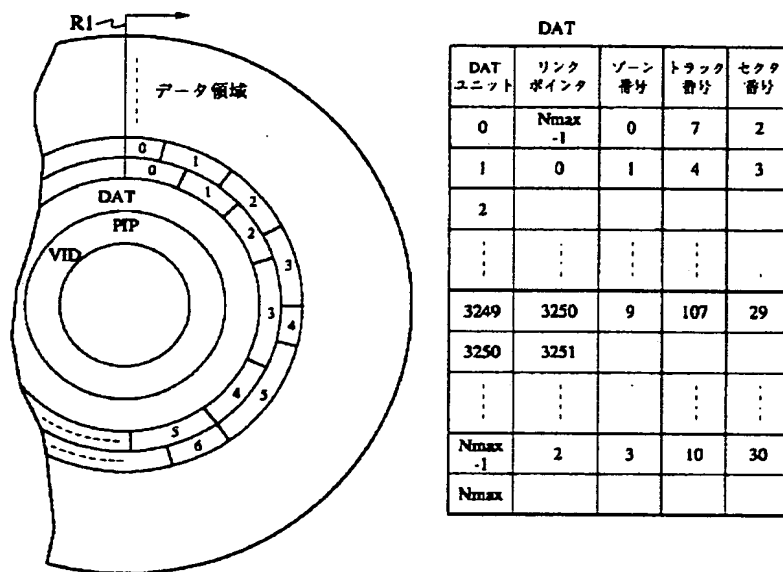 R1
データ領域
0 1 2 3 4 5 6
0 1 2 3 4 5
DAT
PIP
VID
DAT
DAT ユニット リンク ポインタ ゾーン 番号 トラック 番号 セクタ 番号
0 Nmax -1 0 7 2
1 0 1 4 3
2
3249 3250 9 107 29
3250 3251
Nmax -1 2 3 10 30
Nmax